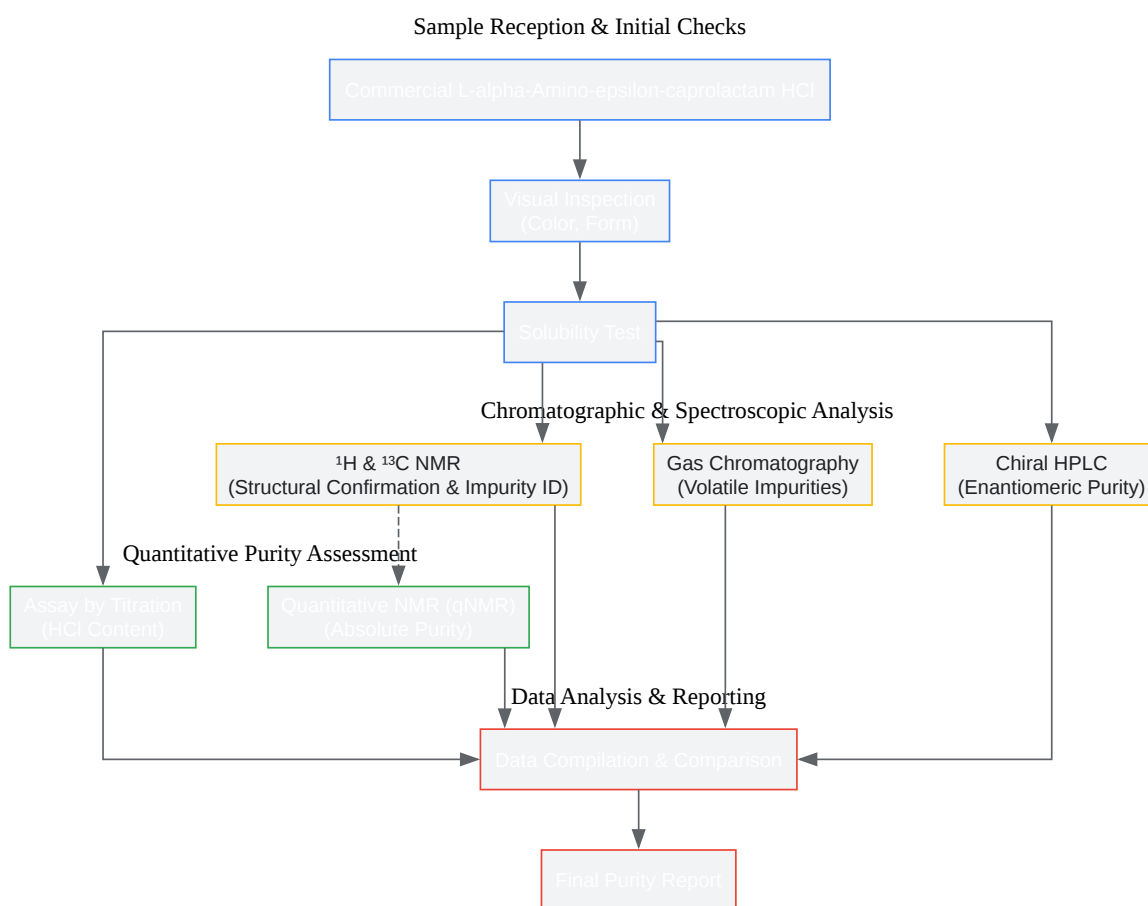 Sample Reception & Initial Checks
Commercial L-alpha-Amino-epsilon-caprolactam HCl
Visual Inspection
(Color, Form)
Solubility Test
Chromatographic & Spectroscopic Analysis
¹H & ¹³C NMR
(Structural Confirmation & Impurity ID)
Gas Chromatography
(Volatile Impurities)
Chiral HPLC
(Enantiomeric Purity)
Quantitative Purity Assessment
Assay by Titration
(HCl Content)
Quantitative NMR (qNMR)
(Absolute Purity)
Data Analysis & Reporting
Data Compilation & Comparison
Final Purity Report